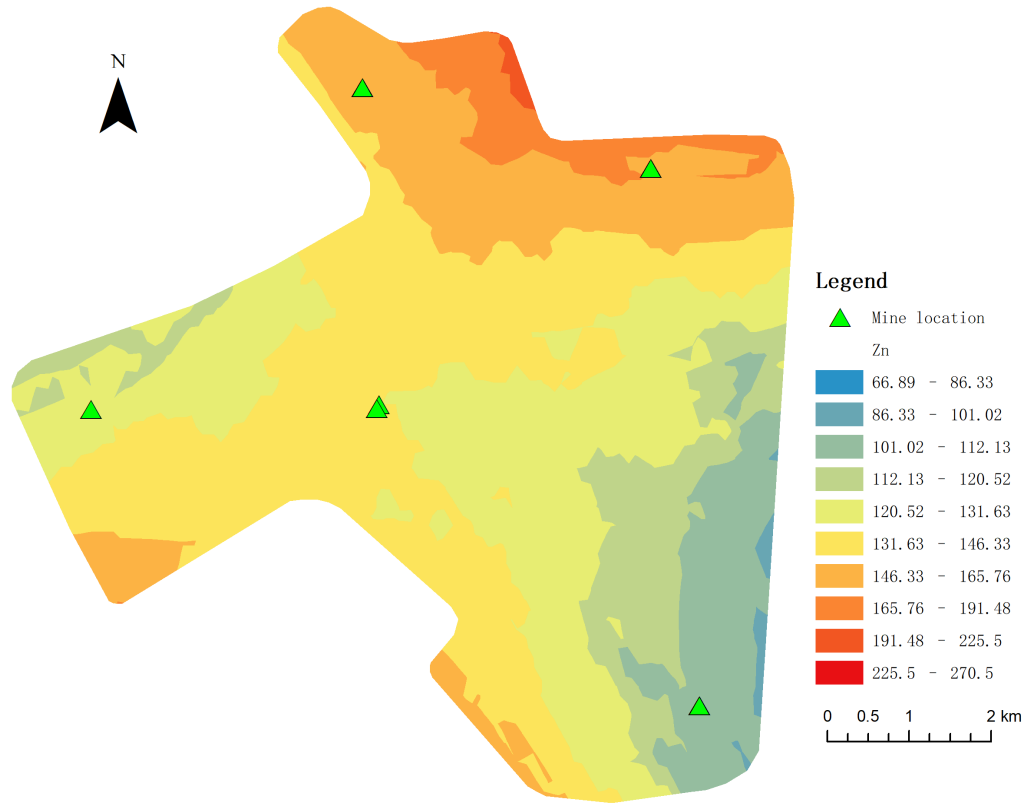 N
Legend
Mine location
Zn
66.89 - 86.33
86.33 - 101.02
101.02 - 112.13
112.13 - 120.52
120.52 - 131.63
131.63 - 146.33
146.33 - 165.76
165.76 - 191.48
191.48 - 225.5
225.5 - 270.5
0 0.5 1 2 km